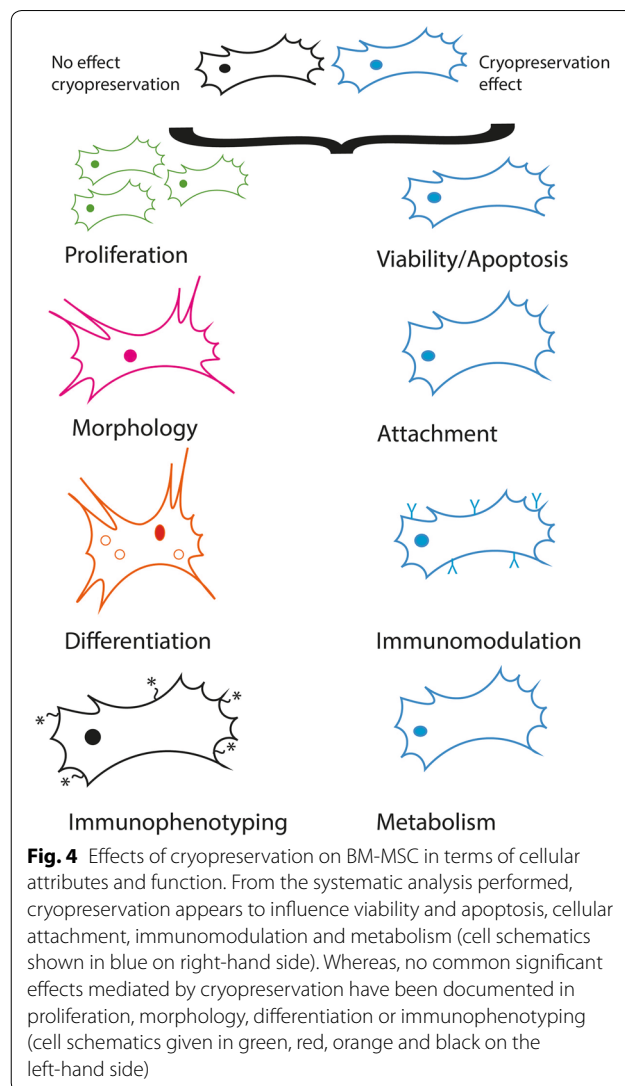 No effect
cryopreservation
Cryopreservation
effect
Proliferation
Viability/Apoptosis
Morphology
Attachment
Differentiation
Immunomodulation
* * * * *
Immunophenotyping
Metabolism
Fig. 4 Effects of cryopreservation on BM-MSC in terms of cellular
attributes and function. From the systematic analysis performed,
cryopreservation appears to influence viability and apoptosis, cellular
attachment, immunomodulation and metabolism (cell schematics
shown in blue on right-hand side). Whereas, no common significant
effects mediated by cryopreservation have been documented in
proliferation, morphology, differentiation or immunophenotyping
(cell schematics given in green, red, orange and black on the
left-hand side)